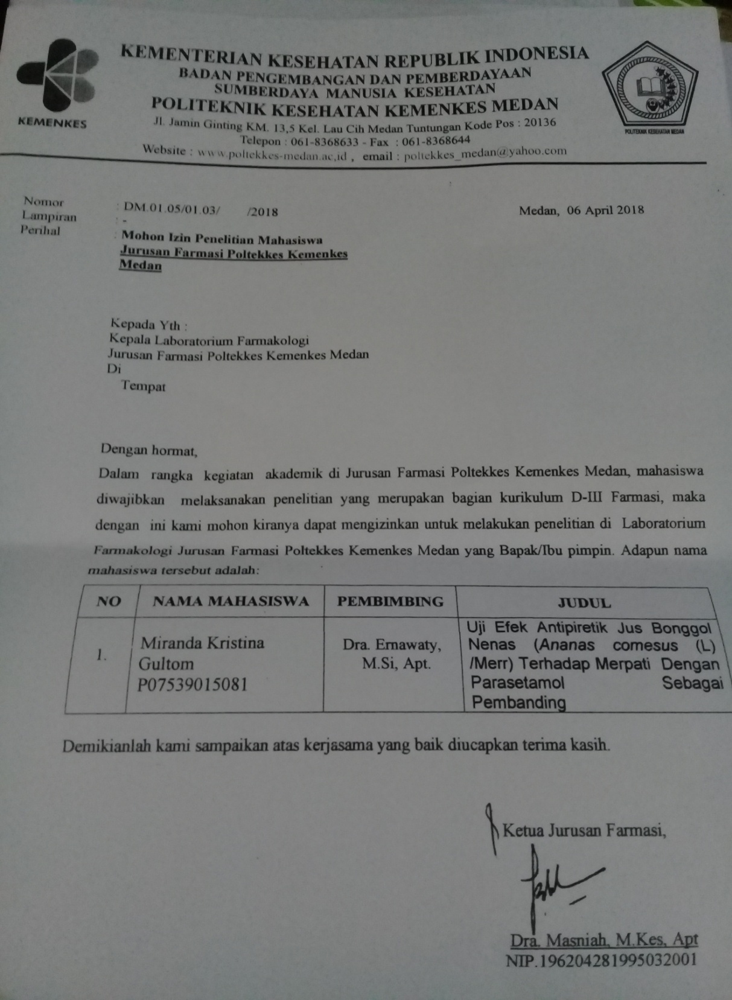 KEMENTERIAN KESEHATAN REPUBLIK INDONESIA
BADAN PENGEMBANGAN DAN PEMBERDAYAAN
SUMBERDAYA MANUSIA KESEHATAN
POLITEKNIK KESEHATAN KEMENKES MEDAN
Jl. Jamin Ginting KM. 13,5 Kel. Lau Cih Medan Tuntungan Kode Pos : 20136
Telepon : 061-8368633 - Fax : 061-8368644
Website : www.poltekkes-medan.ac,id , email : poltekkes_medan@yahoo.com
KEMENKES
POLITEKNIK KESEHATAN MEDAN
Nomor : DM.01.05/01.03/ /2018
Medan, 06 April 2018
Lampiran : -
Perihal : Mohon Izin Penelitian Mahasiswa
Jurusan Farmasi Poltekkes Kemenkes
Medan
Kepada Yth :
Kepala Laboratorium Farmakologi
Jurusan Farmasi Poltekkes Kemenkes Medan
Di
Tempat
Dengan hormat,
Dalam rangka kegiatan akademik di Jurusan Farmasi Poltekkes Kemenkes Medan, mahasiswa
diwajibkan melaksanakan penelitian yang merupakan bagian kurikulum D-III Farmasi, maka
dengan ini kami mohon kiranya dapat mengizinkan untuk melakukan penelitian di Laboratorium
Farmakologi Jurusan Farmasi Poltekkes Kemenkes Medan yang Bapak/Ibu pimpin. Adapun nama
mahasiswa tersebut adalah:
NO NAMA MAHASISWA PEMBIMBING JUDUL
1.
Miranda Kristina
Gultom
P07539015081
Dra. Ernawaty,
M.Si, Apt.
Uji Efek Antipiretik Jus Bonggol
Nenas (Ananas comesus (L)
/Merr) Terhadap Merpati Dengan
Parasetamol Sebagai
Pembanding
Demikianlah kami sampaikan atas kerjasama yang baik diucapkan terima kasih.
Ketua Jurusan Farmasi,
Dra. Masniah, M.Kes, Apt
NIP.196204281995032001